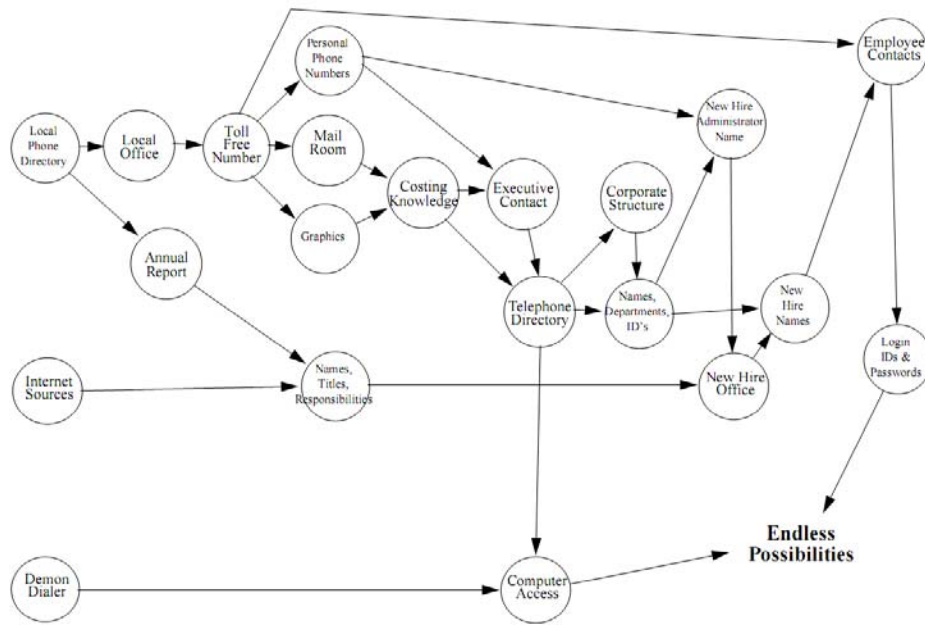 Personal
Phone
Numbers
Employee
Contacts
Local
Phone
Directory
Local
Office
Toll
Free
Number
Mail
Room
New Hire
Administrator
Name
Costing
Knowledge
Executive
Contact
Corporate
Structure
Graphics
Annual
Report
Telephone
Directory
Names,
Departments,
ID's
New
Hire
Names
Internet
Sources
Names,
Titles,
Responsibilities
New Hire
Office
Login
IDs &
Passwords
Endless
Possibilities
Demon
Dialer
Computer
Access